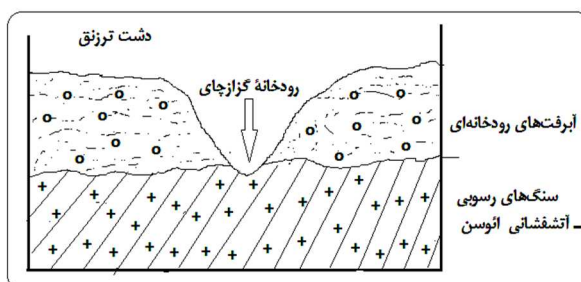 دشت ترزنق
رودخانهٔ گزازچای
آبرفت‌های رودخانه‌ای
سنگ‌های رسوبی
آتشفشانی ائوسن